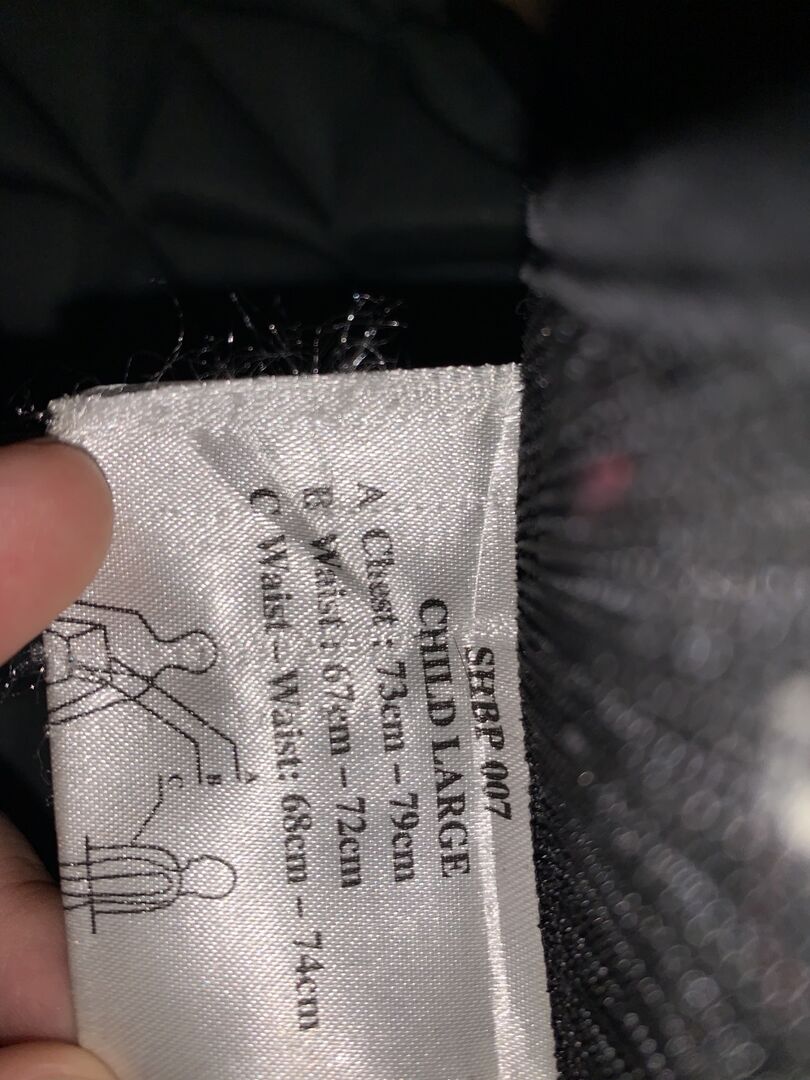 SHBP 007
CHILD LARGE
A Chest: 73cm – 79cm
B Waist: 67cm – 72cm
C Waist – Waist: 68cm – 74cm
A
B
C